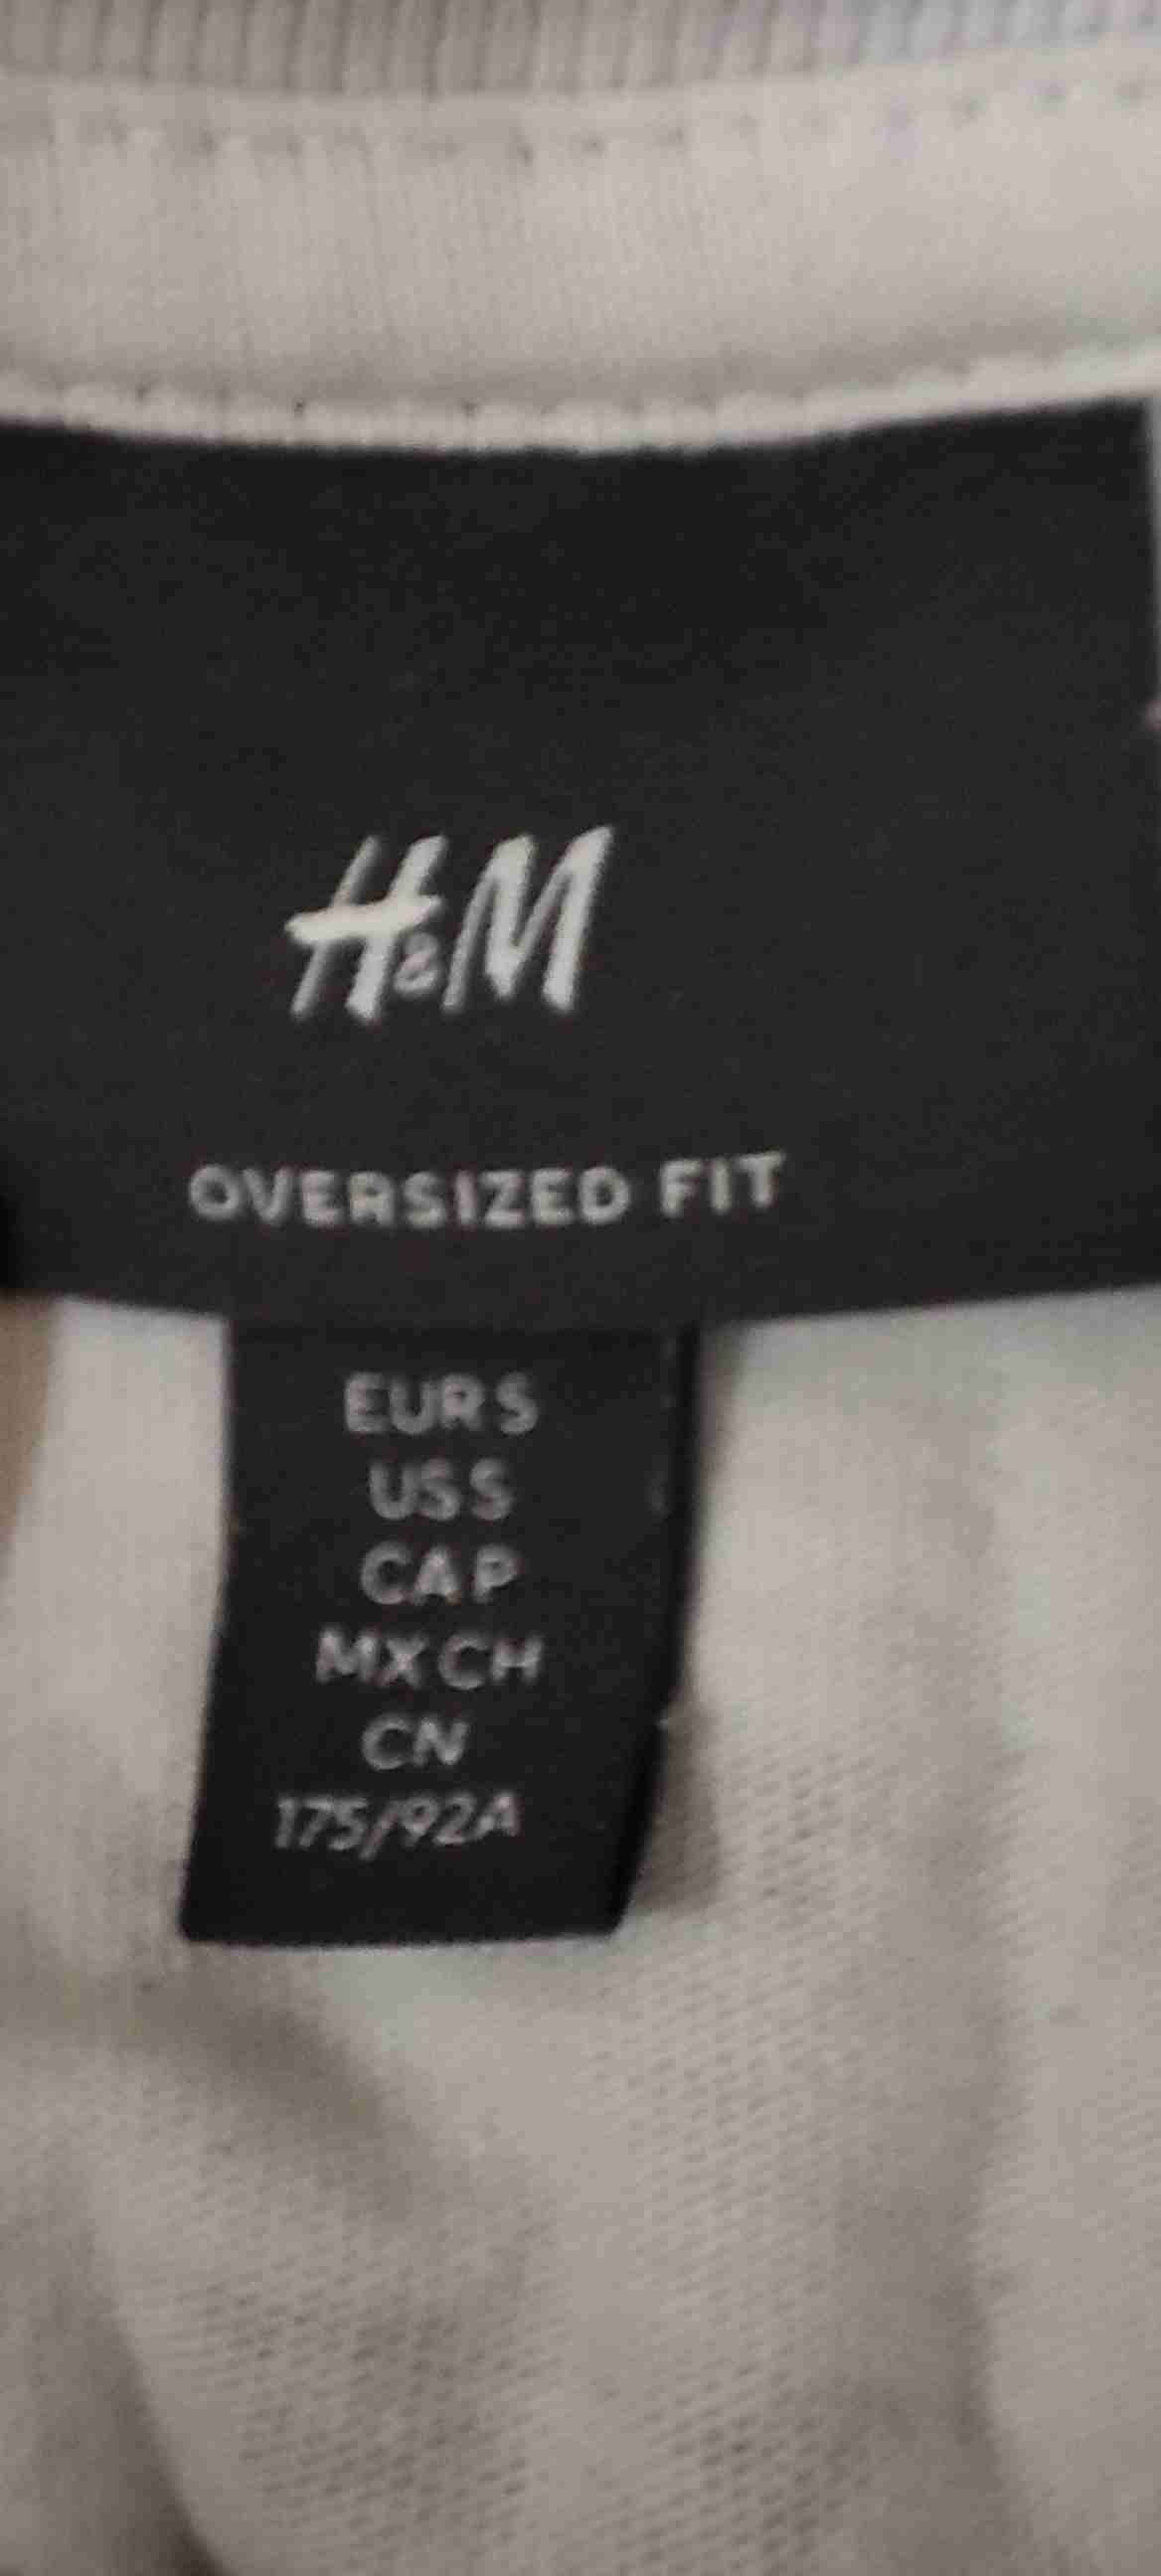 H&M
OVERSIZED FIT
EUR S
US S
CA P
MX CH
CN
175/92A